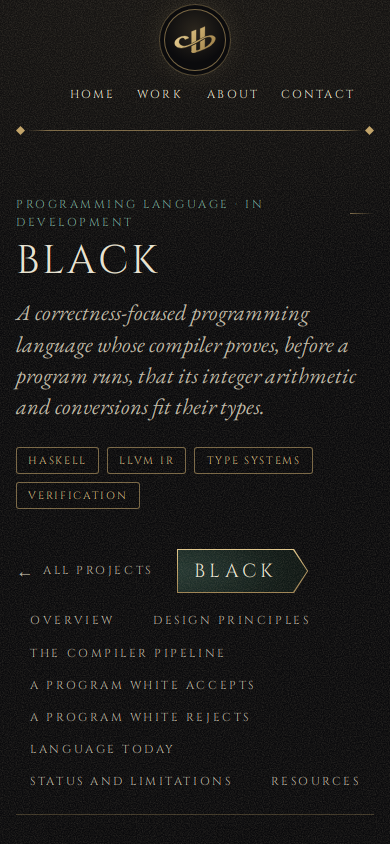 HOME WORK ABOUT CONTACT
PROGRAMMING LANGUAGE · IN
DEVELOPMENT
BLACK
A correctness-focused programming
language whose compiler proves, before a
program runs, that its integer arithmetic
and conversions fit their types.
HASKELL LLVM IR TYPE SYSTEMS
VERIFICATION
← ALL PROJECTS BLACK
OVERVIEW DESIGN PRINCIPLES
THE COMPILER PIPELINE
A PROGRAM WHITE ACCEPTS
A PROGRAM WHITE REJECTS
LANGUAGE TODAY
STATUS AND LIMITATIONS RESOURCES